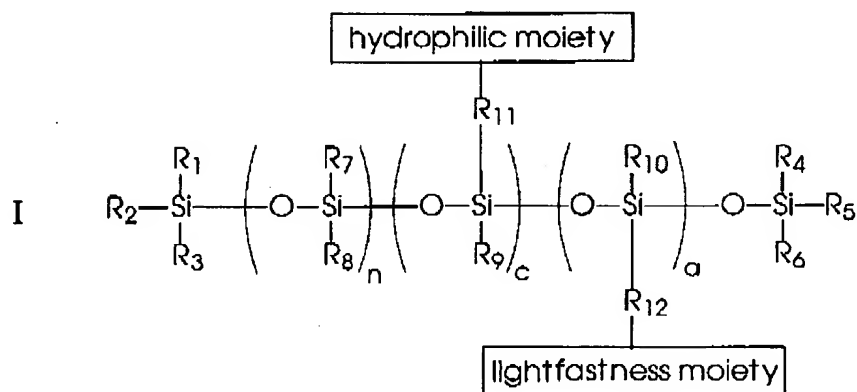 hydrophilic moiety
R11
R1 R7 R10 R4
I R2—Si—(O—Si—)n(O—Si—)c(O—Si—)a O—Si—R5
R3 R8 R9 R6
R12
lightfastness moiety